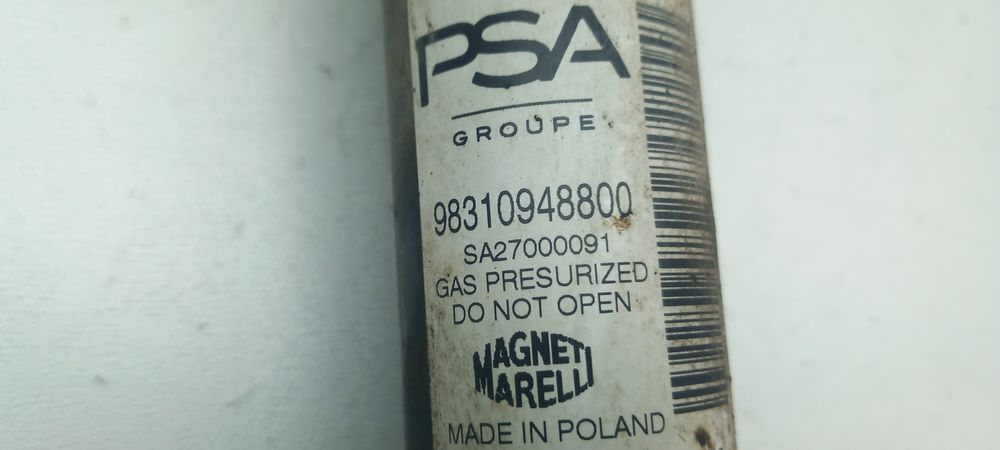 PSA
GROUPE
98310948800
SA27000091
GAS PRESURIZED
DO NOT OPEN
MAGNETI
MARELLI
MADE IN POLAND